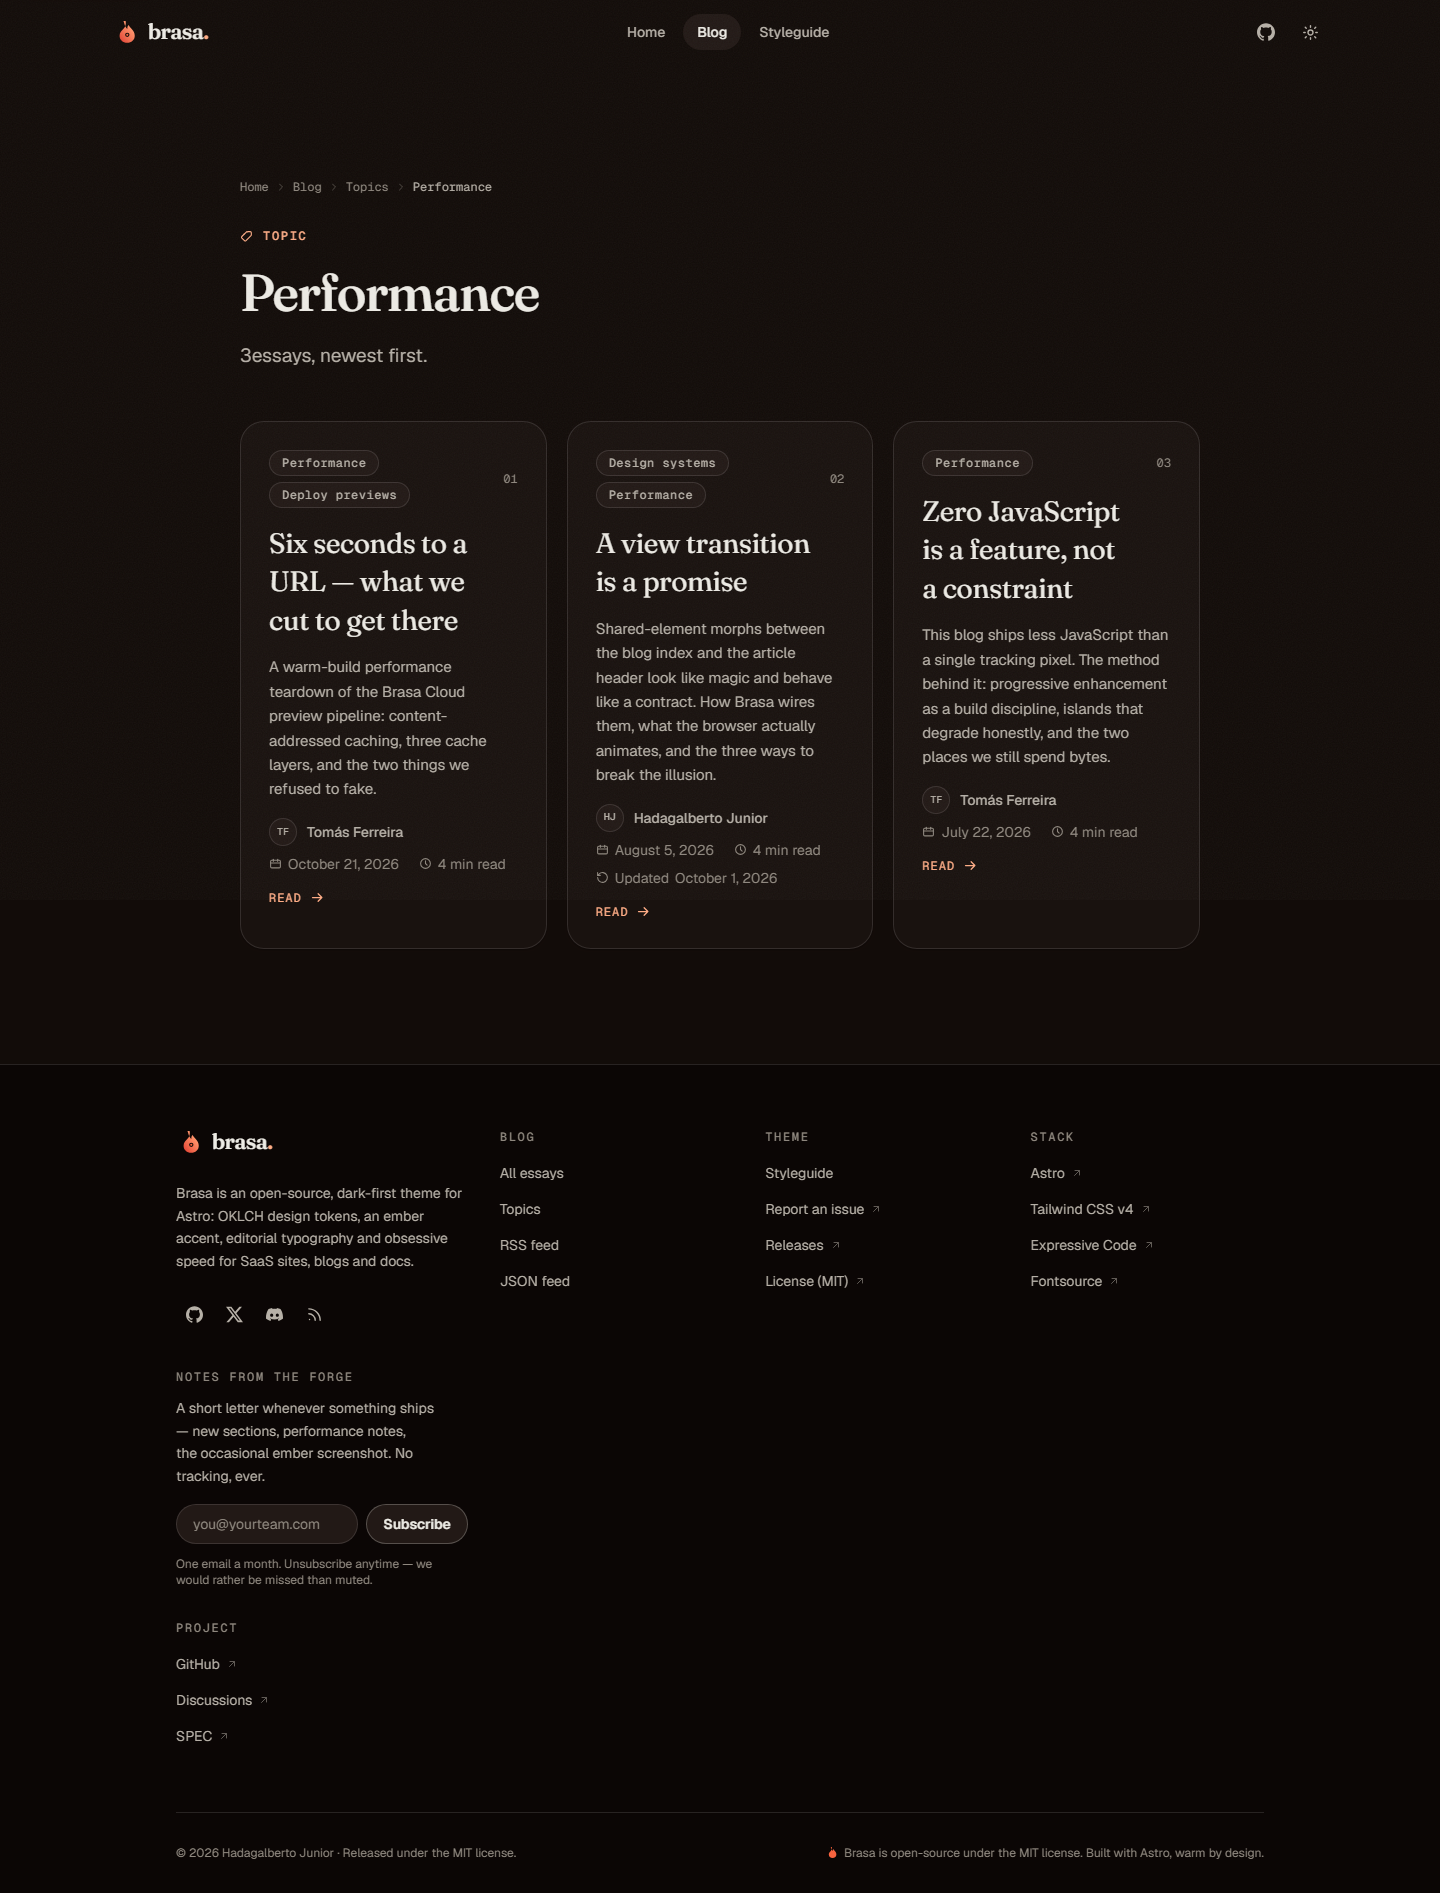 brasa.
Home
Blog
Styleguide
Home
Blog
Topics
Performance
TOPIC
Performance
3essays, newest first.
Performance
Deploy previews
01
Six seconds to a
URL — what we
cut to get there
A warm-build performance
teardown of the Brasa Cloud
preview pipeline: content-
addressed caching, three cache
layers, and the two things we
refused to fake.
TF
Tomás Ferreira
October 21, 2026
4 min read
READ
Design systems
Performance
02
A view transition
is a promise
Shared-element morphs between
the blog index and the article
header look like magic and behave
like a contract. How Brasa wires
them, what the browser actually
animates, and the three ways to
break the illusion.
HJ
Hadagalberto Junior
August 5, 2026
4 min read
Updated October 1, 2026
READ
Performance
03
Zero JavaScript
is a feature, not
a constraint
This blog ships less JavaScript than
a single tracking pixel. The method
behind it: progressive enhancement
as a build discipline, islands that
degrade honestly, and the two
places we still spend bytes.
TF
Tomás Ferreira
July 22, 2026
4 min read
READ
brasa.
Brasa is an open-source, dark-first theme for
Astro: OKLCH design tokens, an ember
accent, editorial typography and obsessive
speed for SaaS sites, blogs and docs.
BLOG
All essays
Topics
RSS feed
JSON feed
THEME
Styleguide
Report an issue
Releases
License (MIT)
STACK
Astro
Tailwind CSS v4
Expressive Code
Fontsource
NOTES FROM THE FORGE
A short letter whenever something ships
— new sections, performance notes,
the occasional ember screenshot. No
tracking, ever.
you@yourteam.com
Subscribe
One email a month. Unsubscribe anytime — we
would rather be missed than muted.
PROJECT
GitHub
Discussions
SPEC
© 2026 Hadagalberto Junior · Released under the MIT license.
Brasa is open-source under the MIT license. Built with Astro, warm by design.